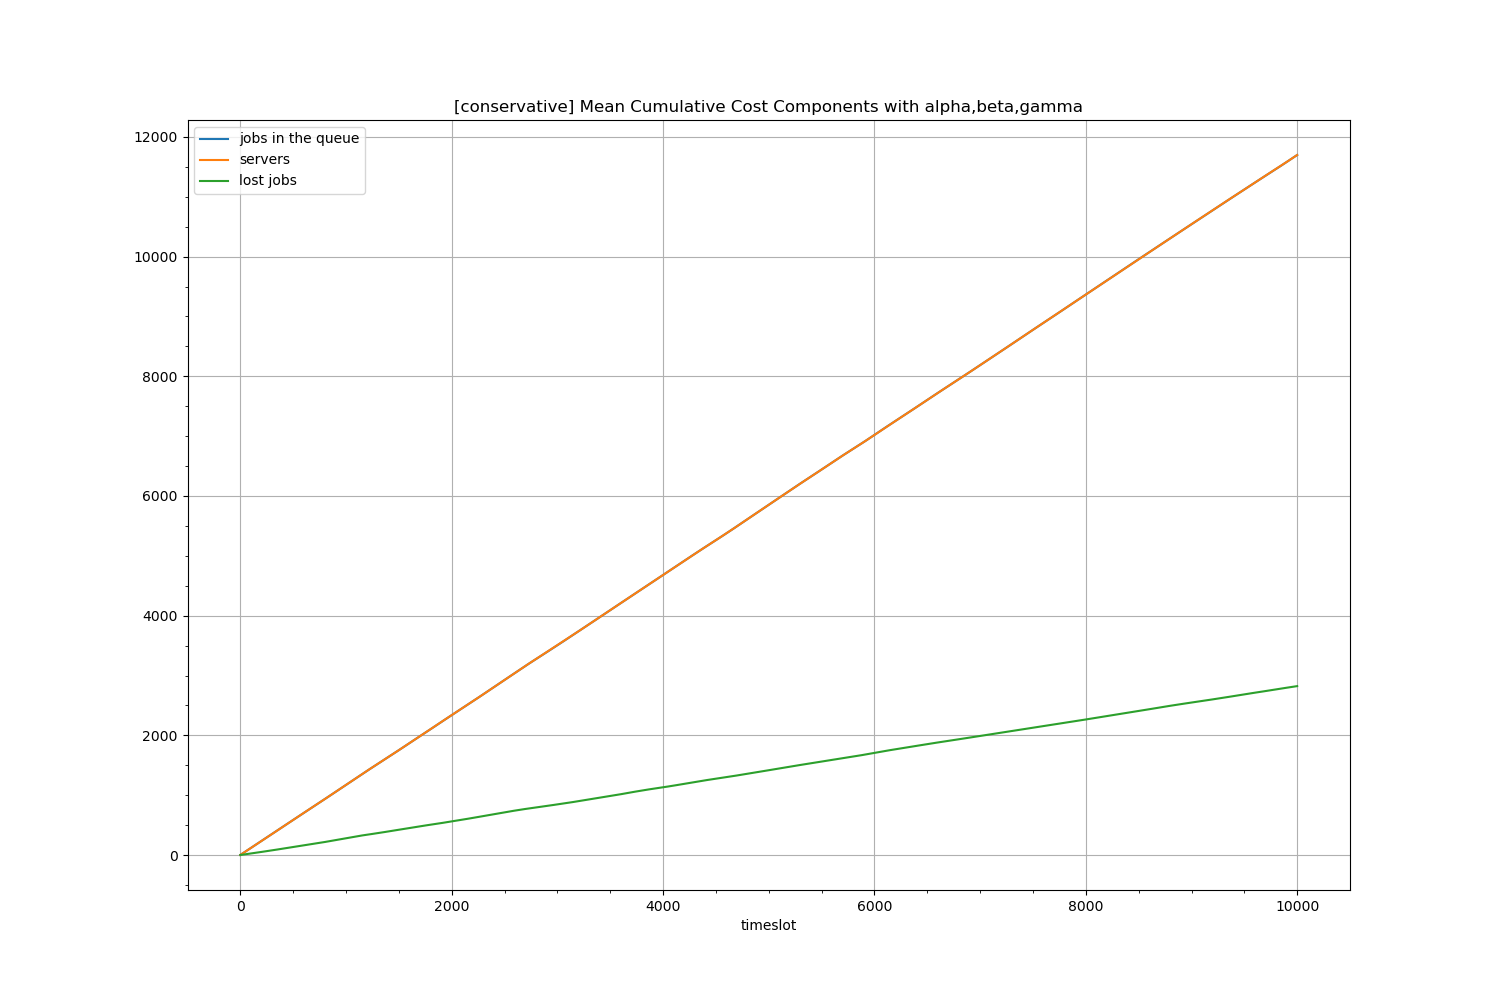 [conservative] Mean Cumulative Cost Components with alpha,beta,gamma
jobs in the queue
servers
lost jobs
12000
10000
8000
6000
4000
2000
0
0 2000 4000 6000 8000 10000
timeslot